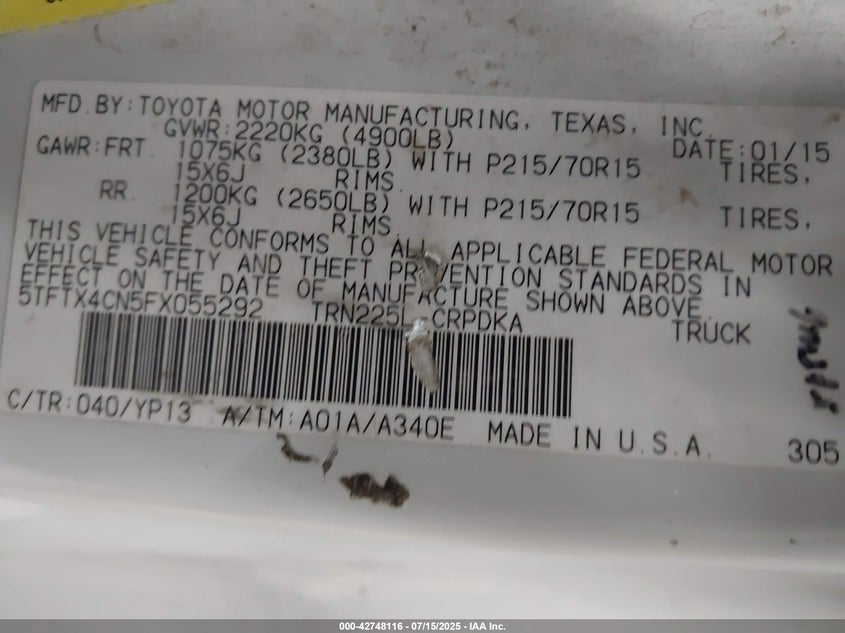 MFD. BY: TOYOTA MOTOR MANUFACTURING, TEXAS, INC.
GVWR: 2220KG (4900LB) DATE: 01/15
GAWR: FRT. 1075KG (2380LB) WITH P215/70R15 TIRES,
15X6J RIMS.
RR. 1200KG (2650LB) WITH P215/70R15 TIRES,
15X6J RIMS.
THIS VEHICLE CONFORMS TO ALL APPLICABLE FEDERAL MOTOR
VEHICLE SAFETY AND THEFT PREVENTION STANDARDS IN
EFFECT ON THE DATE OF MANUFACTURE SHOWN ABOVE.
5TFTX4CN5FX055292 TRN225L-CRPDKA TRUCK
C/TR: 040/YP13 A/TM: A01A/A340E MADE IN U.S.A. 305
000-42748116 - 07/15/2025 - IAA Inc.